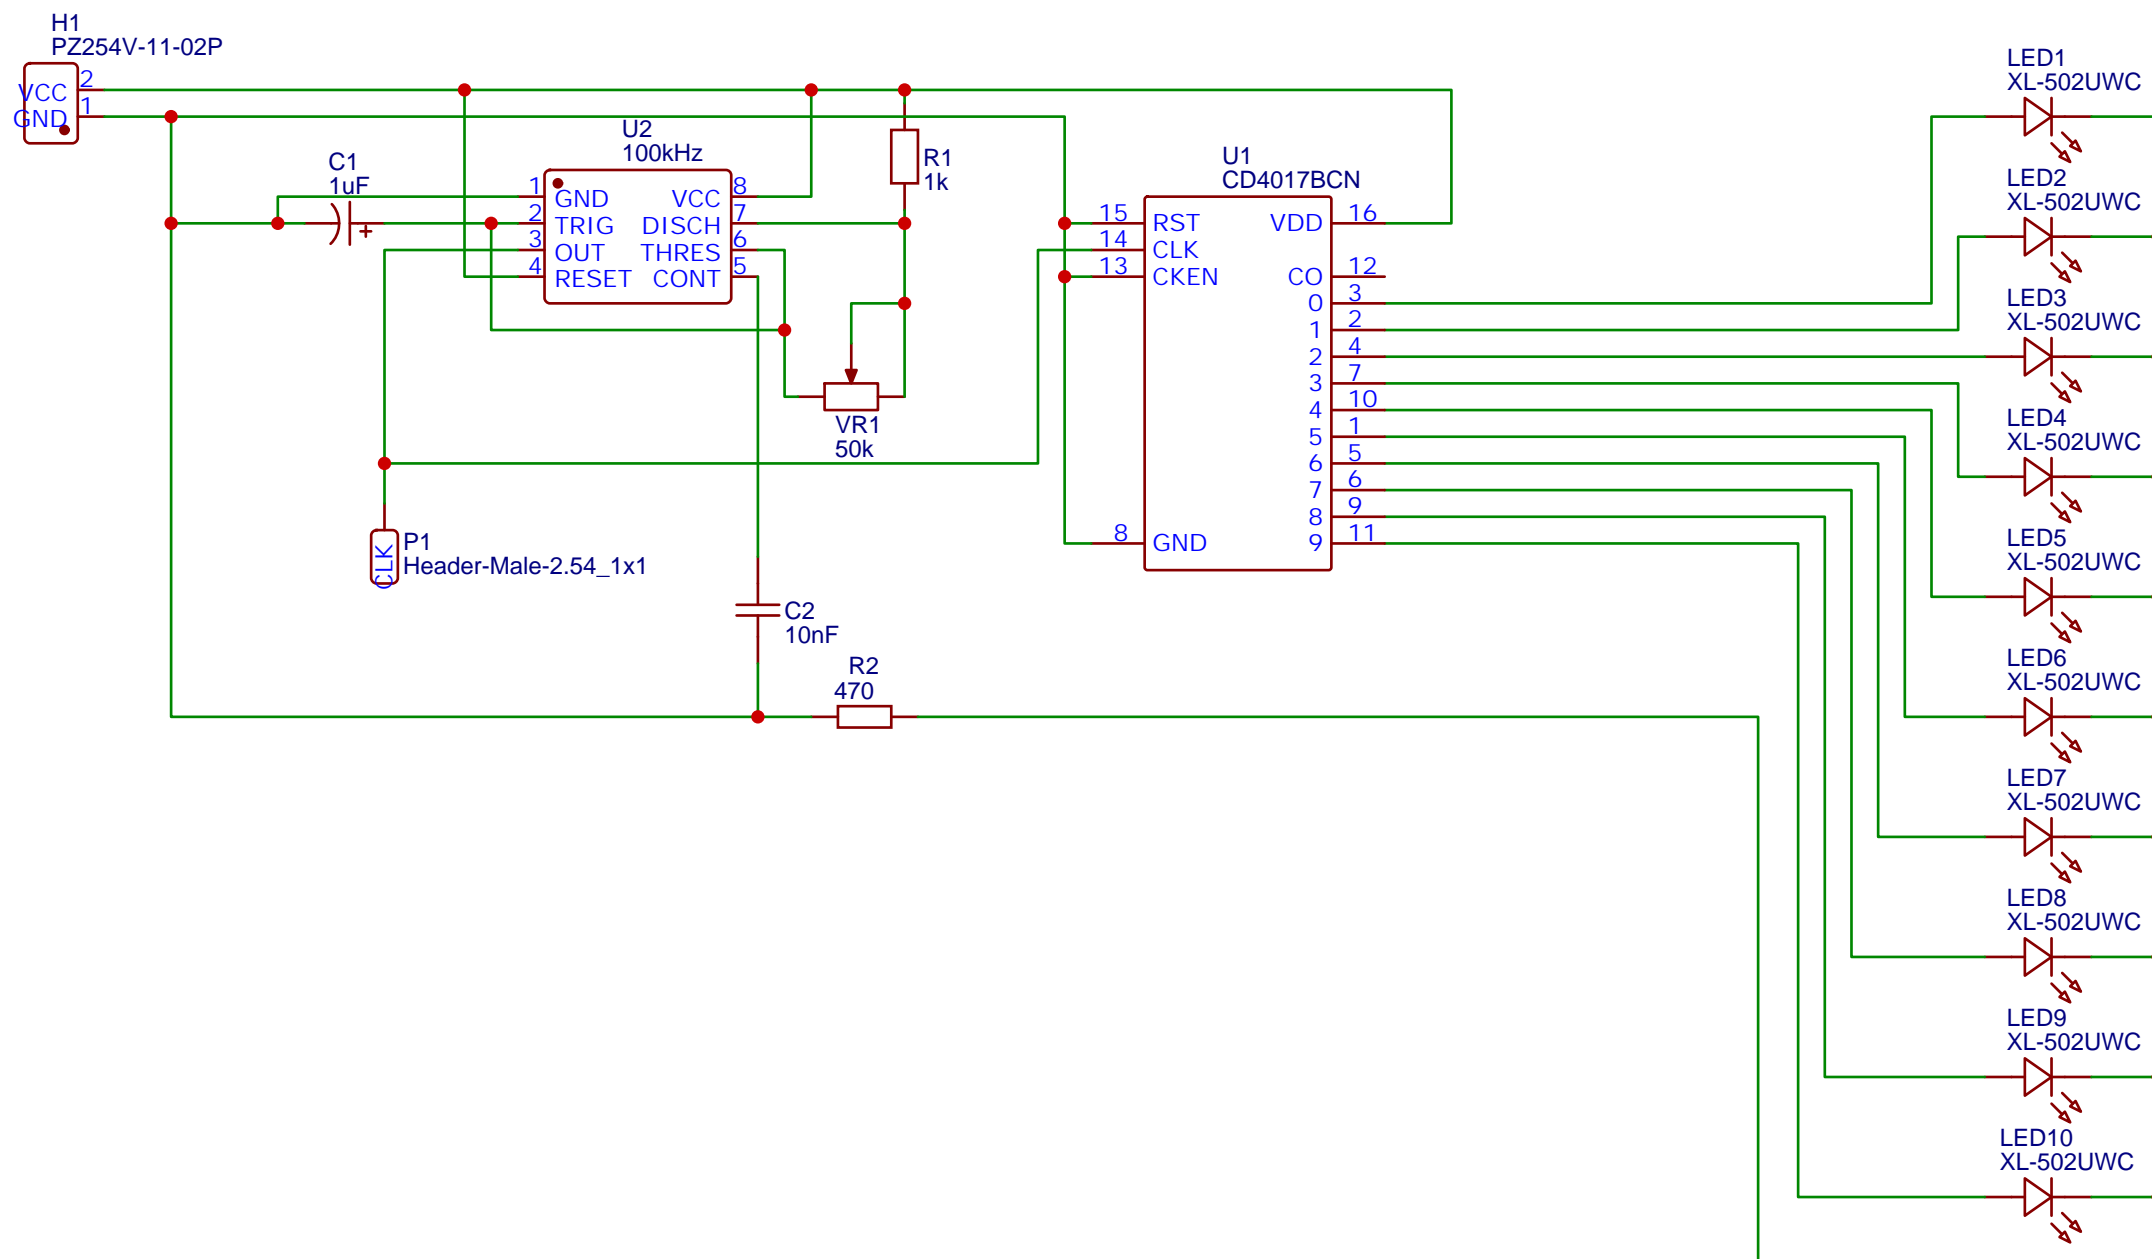 H1
PZ254V-11-02P
VCC
2
GND
1
C1
1uF
U2
100kHz
1
GND
2
TRIG
3
OUT
4
RESET
VCC
8
DISCH
7
THRES
6
CONT
5
R1
1k
VR1
50k
P1
Header-Male-2.54_1x1
CLK
C2
10nF
R2
470
U1
CD4017BCN
15
RST
14
CLK
13
CKEN
8
GND
VDD
16
CO
12
0
3
1
2
2
4
3
7
4
10
5
1
6
5
7
6
8
9
9
11
LED1
XL-502UWC
LED2
XL-502UWC
LED3
XL-502UWC
LED4
XL-502UWC
LED5
XL-502UWC
LED6
XL-502UWC
LED7
XL-502UWC
LED8
XL-502UWC
LED9
XL-502UWC
LED10
XL-502UWC